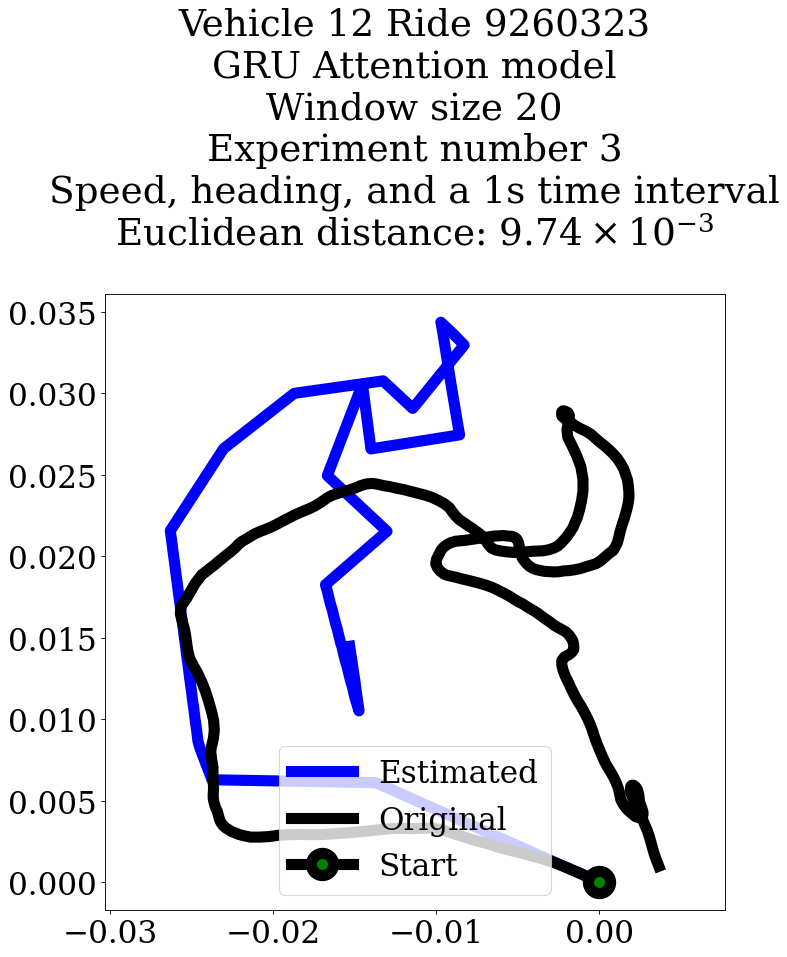 Vehicle 12 Ride 9260323
GRU Attention model
Window size 20
Experiment number 3
Speed, heading, and a 1s time interval
Euclidean distance: 9.74 × 10⁻³
0.035
0.030
0.025
0.020
0.015
0.010
0.005
0.000
Estimated
Original
Start
−0.03 −0.02 −0.01 0.00